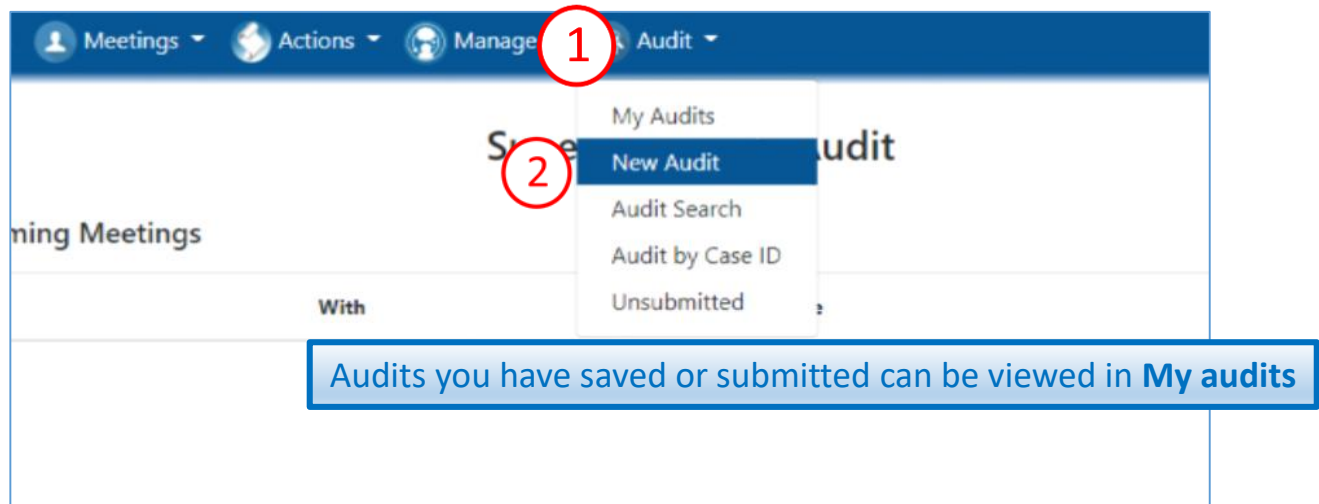 Meetings Actions Manage 1 Audit
My Audits
2 New Audit
Audit Search
ming Meetings
Audit by Case ID
With Unsubmitted
Audits you have saved or submitted can be viewed in My audits